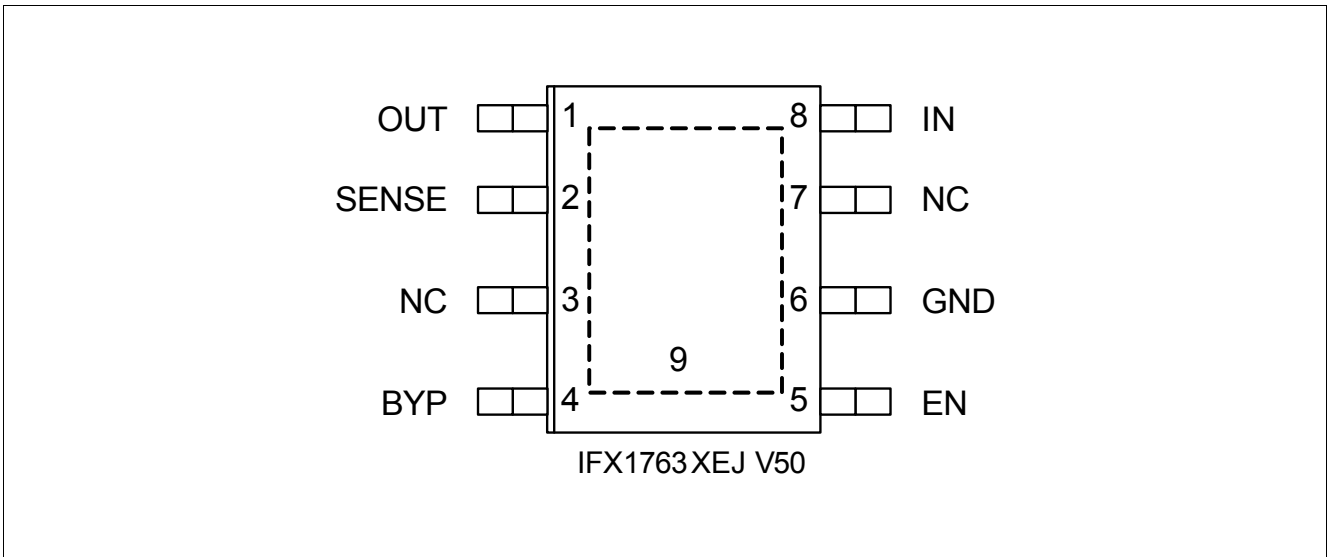 OUT 1 8 IN
SENSE 2 7 NC
NC 3 6 GND
9
BYP 4 5 EN
IFX1763XEJ V50